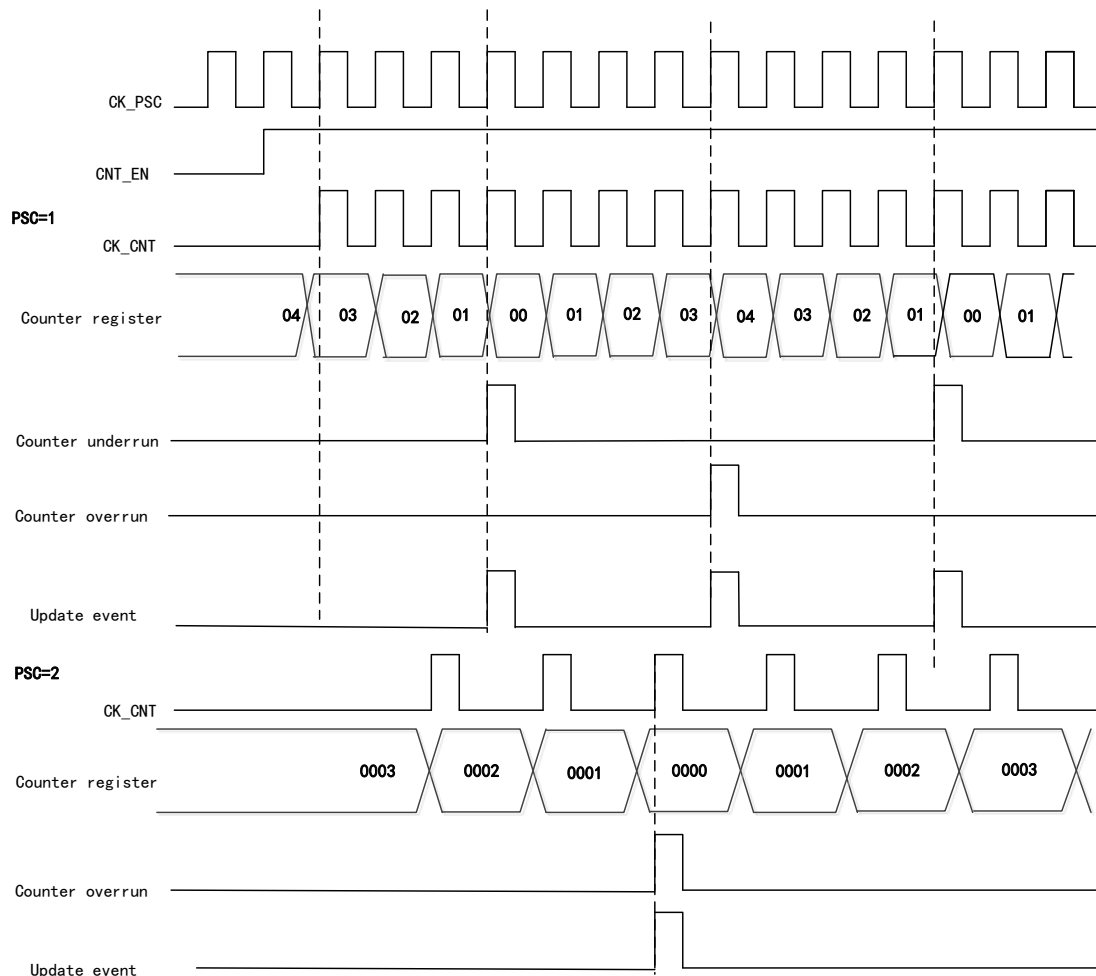 CK_PSC
CNT_EN
PSC=1
CK_CNT
Counter register 04 03 02 01 00 01 02 03 04 03 02 01 00 01
Counter underrun
Counter overrun
Update event
PSC=2
CK_CNT
Counter register 0003 0002 0001 0000 0001 0002 0003
Counter overrun
Update event